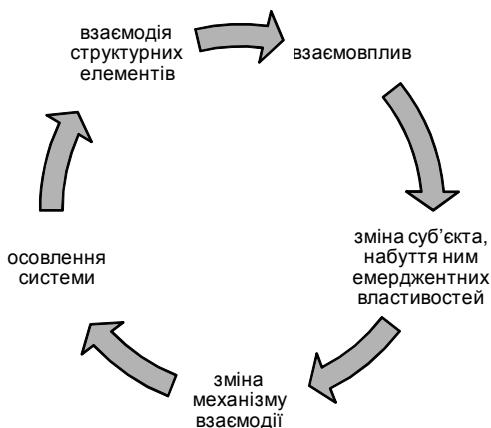 взаємодія
структурних
елементів
взаємовплив
зміна суб’єкта,
набуття ним
емерджентних
властивостей
зміна
механізму
взаємодії
осовлення
системи